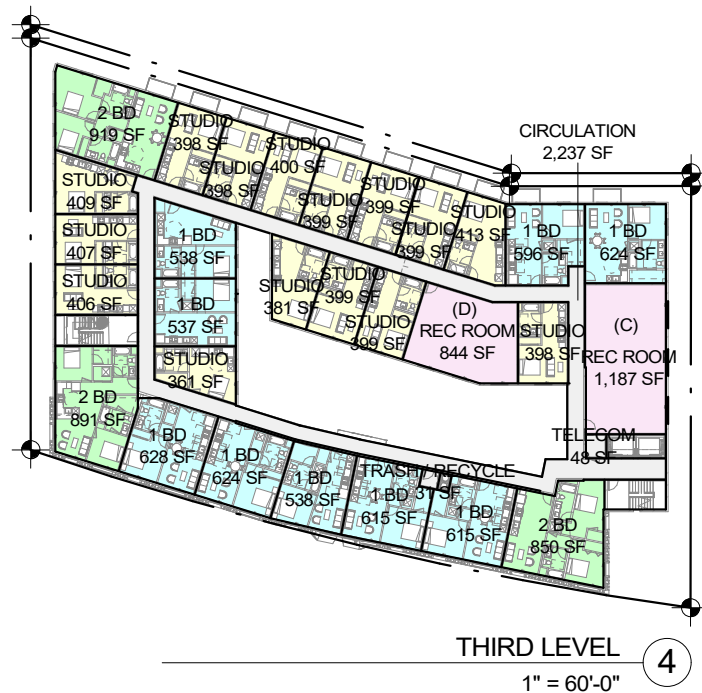 2 BD
919 SF
STUDIO
398 SF
STUDIO
398 SF
STUDIO
400 SF
STUDIO
399 SF
STUDIO
399 SF
STUDIO
399 SF
STUDIO
413 SF
CIRCULATION
2,237 SF
1 BD
596 SF
1 BD
624 SF
STUDIO
409 SF
STUDIO
407 SF
STUDIO
406 SF
1 BD
538 SF
1 BD
537 SF
STUDIO
361 SF
STUDIO
381 SF
STUDIO
399 SF
STUDIO
399 SF
(D)
REC ROOM
844 SF
STUDIO
398 SF
(C)
REC ROOM
1,187 SF
2 BD
891 SF
1 BD
628 SF
1 BD
624 SF
1 BD
538 SF
TRASH / RECYCLE
31 SF
1 BD
615 SF
1 BD
615 SF
TELECOM
48 SF
2 BD
850 SF
THIRD LEVEL
4
1" = 60'-0"